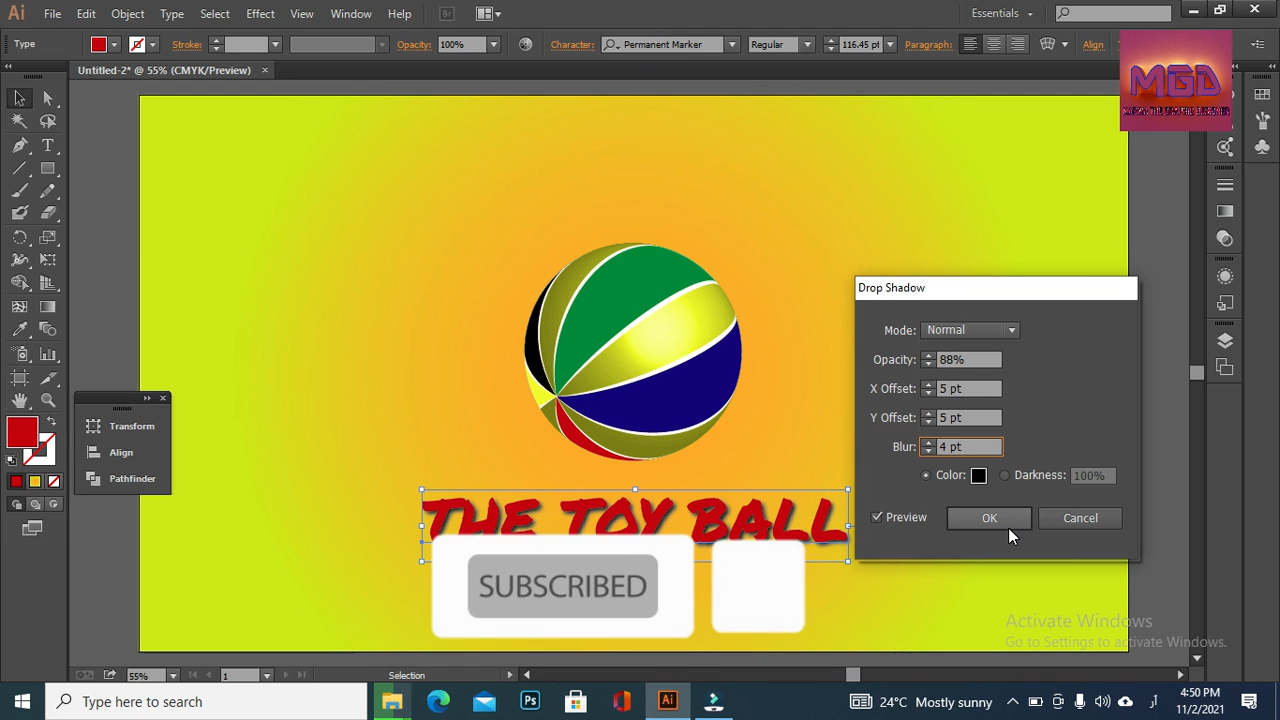 Ai File Edit Object Type Select Effect View Window Help Br Essentials
Type Stroke: Opacity: 100% Character: Permanent Marker Regular 116.45 pt Paragraph: Align
MGD
Untitled-2* @ 55% (CMYK/Preview)
Drop Shadow
Mode: Normal
Opacity: 88%
X Offset: 5 pt
Y Offset: 5 pt
Blur: 4 pt
Color: Darkness: 100%
Preview OK Cancel
Transform
Align
Pathfinder
THE TOY BALL
SUBSCRIBED
Activate Windows
Go to Settings to activate Windows.
55% 1 Selection
Type here to search Ps Ai 24°C Mostly sunny 4:50 PM
11/2/2021